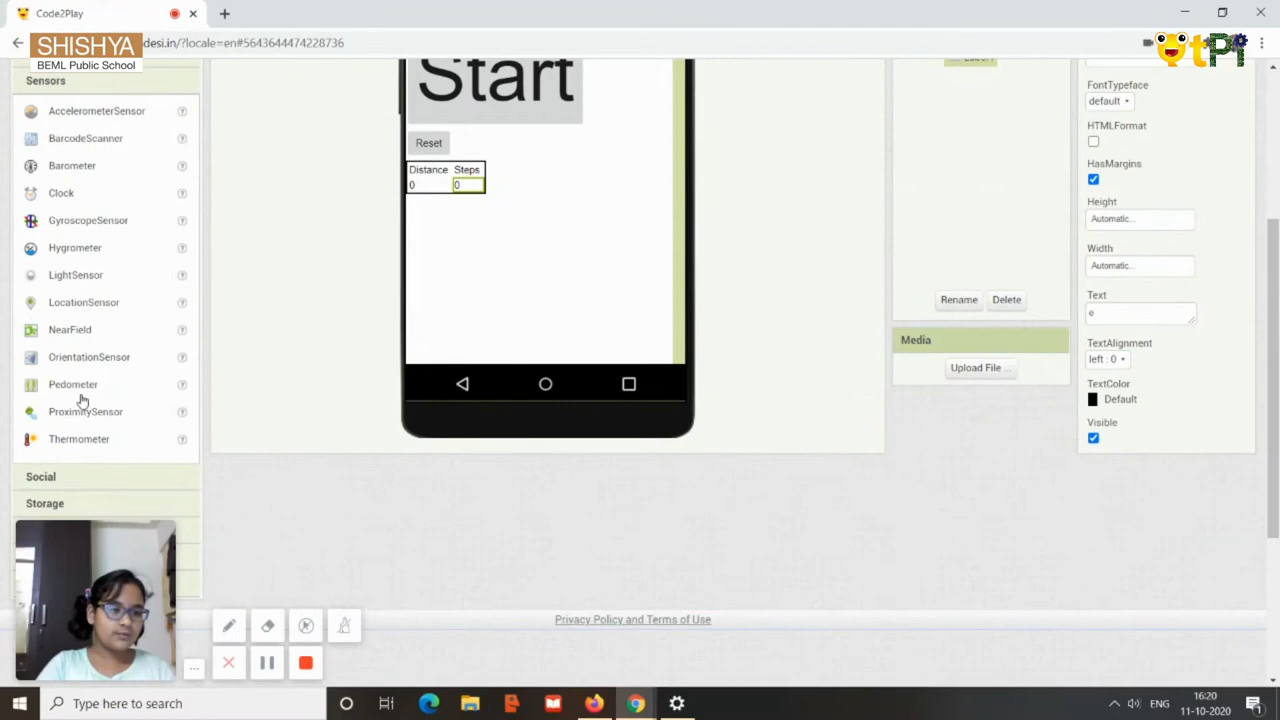 Code2Play
SHISHYA
BEML Public School
desi.in/?locale=en#5643644474228736
QtPi
Sensors
AccelerometerSensor
BarcodeScanner
Barometer
Clock
GyroscopeSensor
Hygrometer
LightSensor
LocationSensor
NearField
OrientationSensor
Pedometer
ProximitySensor
Thermometer
Social
Storage
Start
Reset
Distance Steps
0 0
Rename Delete
Media
Upload File ...
FontTypeface
default
HTMLFormat
HasMargins
Height
Automatic...
Width
Automatic...
Text
0
TextAlignment
left : 0
TextColor
Default
Visible
Privacy Policy and Terms of Use
Type here to search
ENG
16:20
11-10-2020